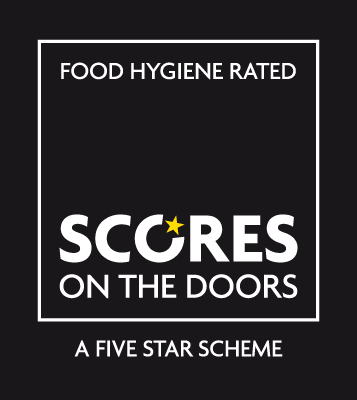 FOOD HYGIENE RATED
SCORES
ON THE DOORS
A FIVE STAR SCHEME